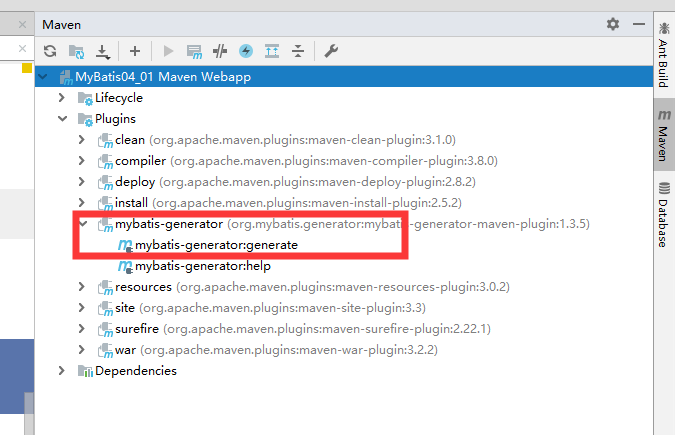 Maven
MyBatis04_01 Maven Webapp
Lifecycle
Plugins
clean (org.apache.maven.plugins:maven-clean-plugin:3.1.0)
compiler (org.apache.maven.plugins:maven-compiler-plugin:3.8.0)
deploy (org.apache.maven.plugins:maven-deploy-plugin:2.8.2)
install (org.apache.maven.plugins:maven-install-plugin:2.5.2)
mybatis-generator (org.mybatis.generator:mybatis-generator-maven-plugin:1.3.5)
mybatis-generator:generate
mybatis-generator:help
resources (org.apache.maven.plugins:maven-resources-plugin:3.0.2)
site (org.apache.maven.plugins:maven-site-plugin:3.3)
surefire (org.apache.maven.plugins:maven-surefire-plugin:2.22.1)
war (org.apache.maven.plugins:maven-war-plugin:3.2.2)
Dependencies
Ant Build
Maven
Database